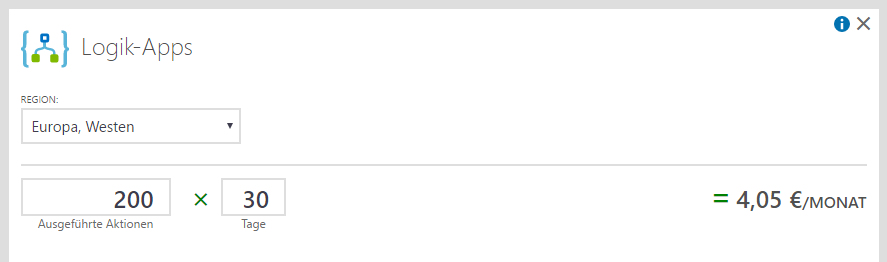 Logik-Apps
REGION:
Europa, Westen
200 × 30 = 4,05 €/MONAT
Ausgeführte Aktionen Tage